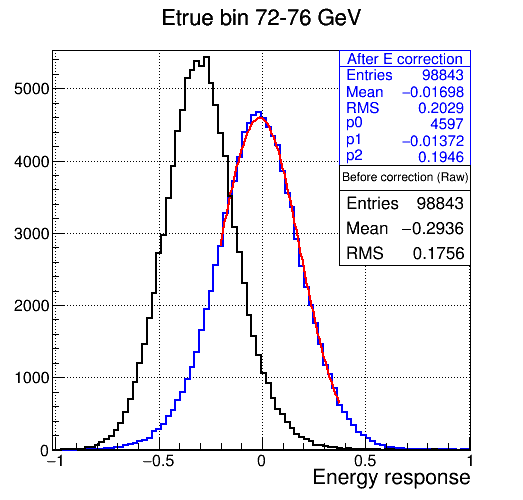 Etrue bin 72-76 GeV
After E correction
Entries 98843
Mean −0.01698
RMS 0.2029
p0 4597
p1 −0.01372
p2 0.1946
Before correction (Raw)
Entries 98843
Mean −0.2936
RMS 0.1756
5000
4000
3000
2000
1000
0
−1 −0.5 0 0.5 1
Energy response